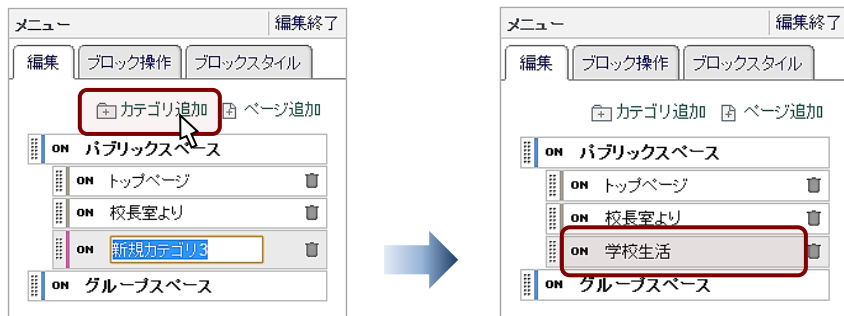 メニュー 編集終了
編集 ブロック操作 ブロックスタイル
カテゴリ追加 ページ追加
ON パブリックスペース
ON トップページ
ON 校長室より
ON 新規カテゴリ3
ON グループスペース
メニュー 編集終了
編集 ブロック操作 ブロックスタイル
カテゴリ追加 ページ追加
ON パブリックスペース
ON トップページ
ON 校長室より
ON 学校生活
ON グループスペース